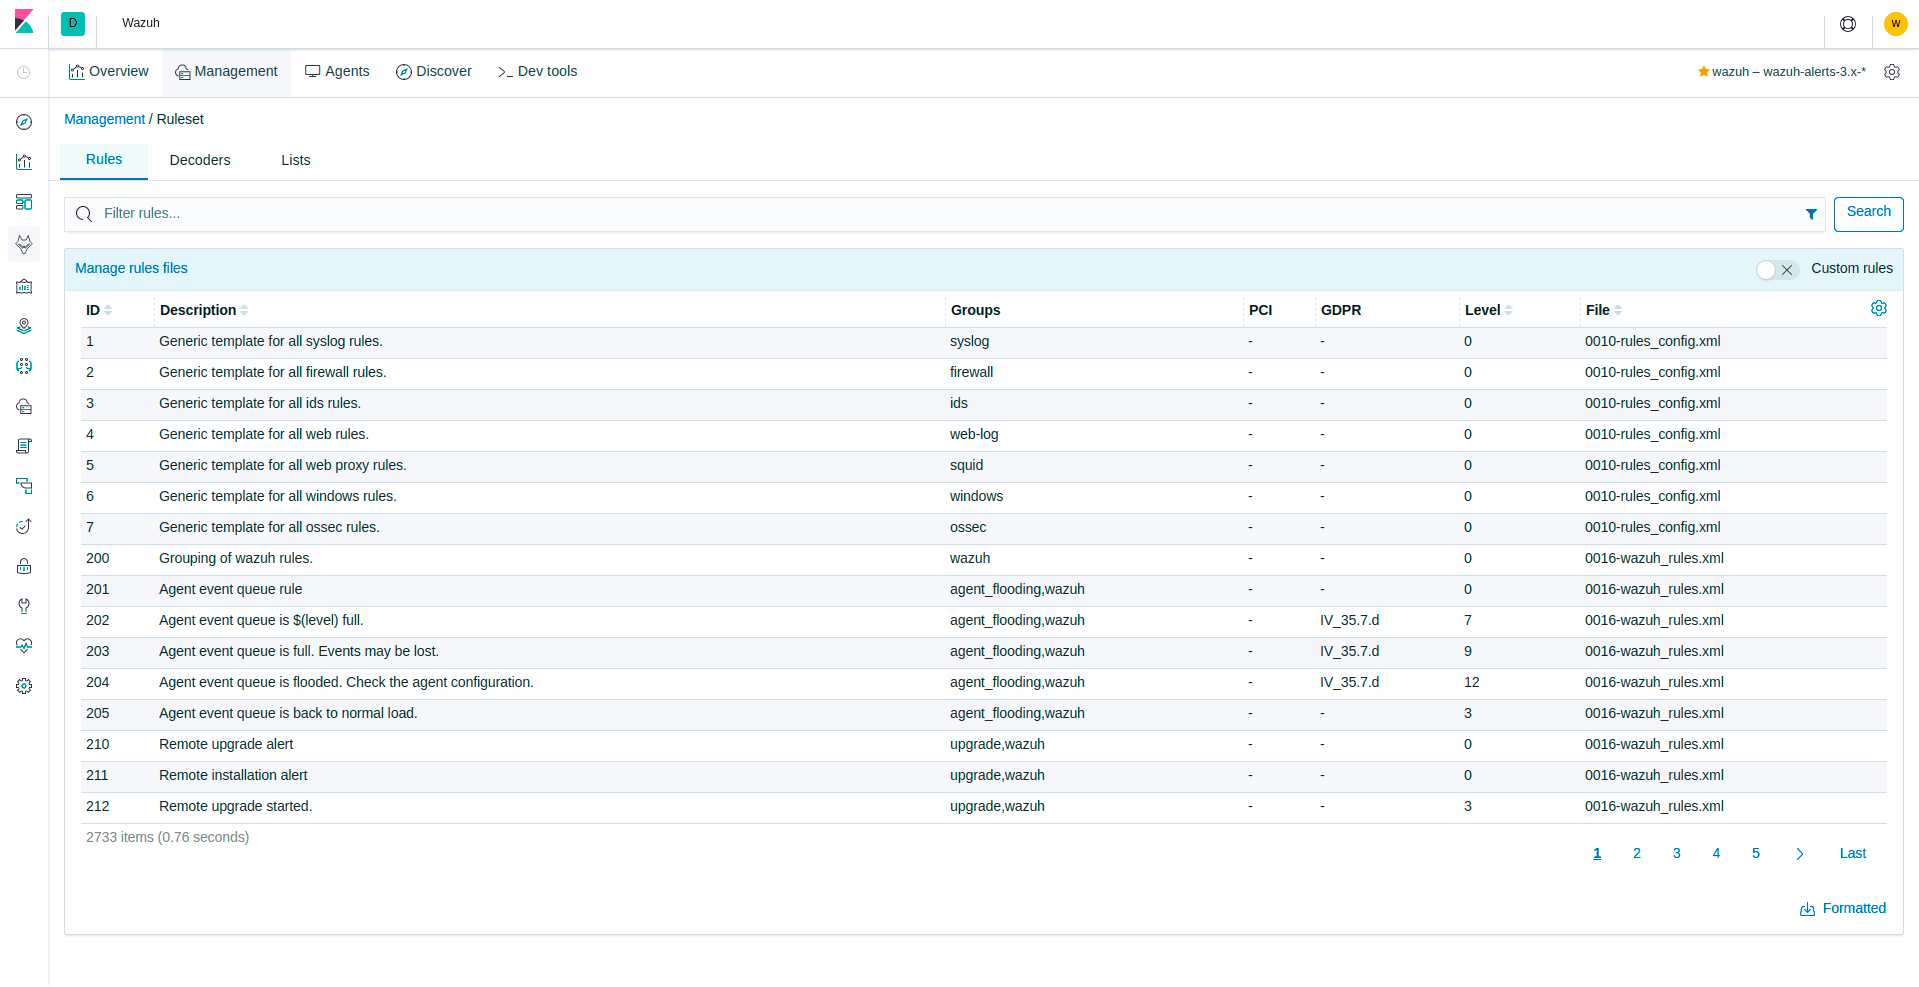 D Wazuh W
Overview Management Agents Discover >_ Dev tools wazuh – wazuh-alerts-3.x-*
Management / Ruleset
Rules Decoders Lists
Filter rules... Search
Manage rules files Custom rules
ID Description Groups PCI GDPR Level File
1 Generic template for all syslog rules. syslog - - 0 0010-rules_config.xml
2 Generic template for all firewall rules. firewall - - 0 0010-rules_config.xml
3 Generic template for all ids rules. ids - - 0 0010-rules_config.xml
4 Generic template for all web rules. web-log - - 0 0010-rules_config.xml
5 Generic template for all web proxy rules. squid - - 0 0010-rules_config.xml
6 Generic template for all windows rules. windows - - 0 0010-rules_config.xml
7 Generic template for all ossec rules. ossec - - 0 0010-rules_config.xml
200 Grouping of wazuh rules. wazuh - - 0 0016-wazuh_rules.xml
201 Agent event queue rule agent_flooding,wazuh - - 0 0016-wazuh_rules.xml
202 Agent event queue is $(level) full. agent_flooding,wazuh - IV_35.7.d 7 0016-wazuh_rules.xml
203 Agent event queue is full. Events may be lost. agent_flooding,wazuh - IV_35.7.d 9 0016-wazuh_rules.xml
204 Agent event queue is flooded. Check the agent configuration. agent_flooding,wazuh - IV_35.7.d 12 0016-wazuh_rules.xml
205 Agent event queue is back to normal load. agent_flooding,wazuh - - 3 0016-wazuh_rules.xml
210 Remote upgrade alert upgrade,wazuh - - 0 0016-wazuh_rules.xml
211 Remote installation alert upgrade,wazuh - - 0 0016-wazuh_rules.xml
212 Remote upgrade started. upgrade,wazuh - - 3 0016-wazuh_rules.xml
2733 items (0.76 seconds)
1 2 3 4 5 Last
Formatted